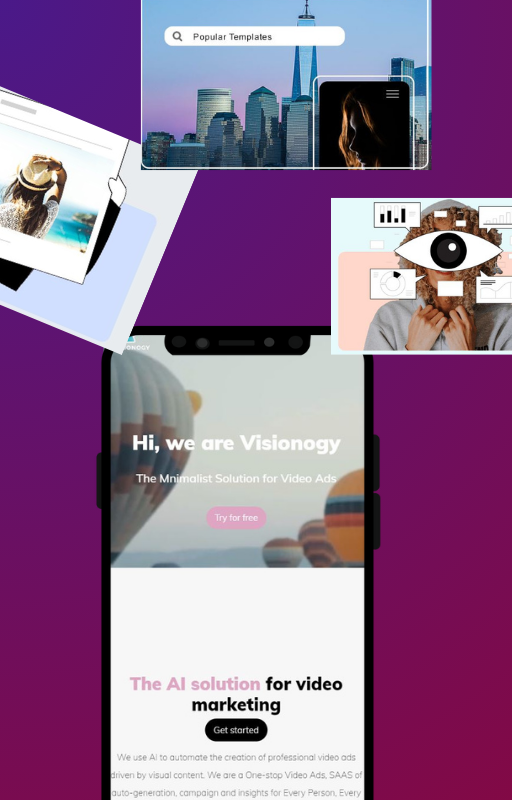 Popular Templates
Hi, we are Visionogy
The Mnimalist Solution for Video Ads
Try for free
The AI solution for video
marketing
Get started
We use Ai to automate the creation of professional video ads
driven by visual content. We are a One-stop Video Ads, SAAS of
auto-generation, campaign and insights for Every Person, Every